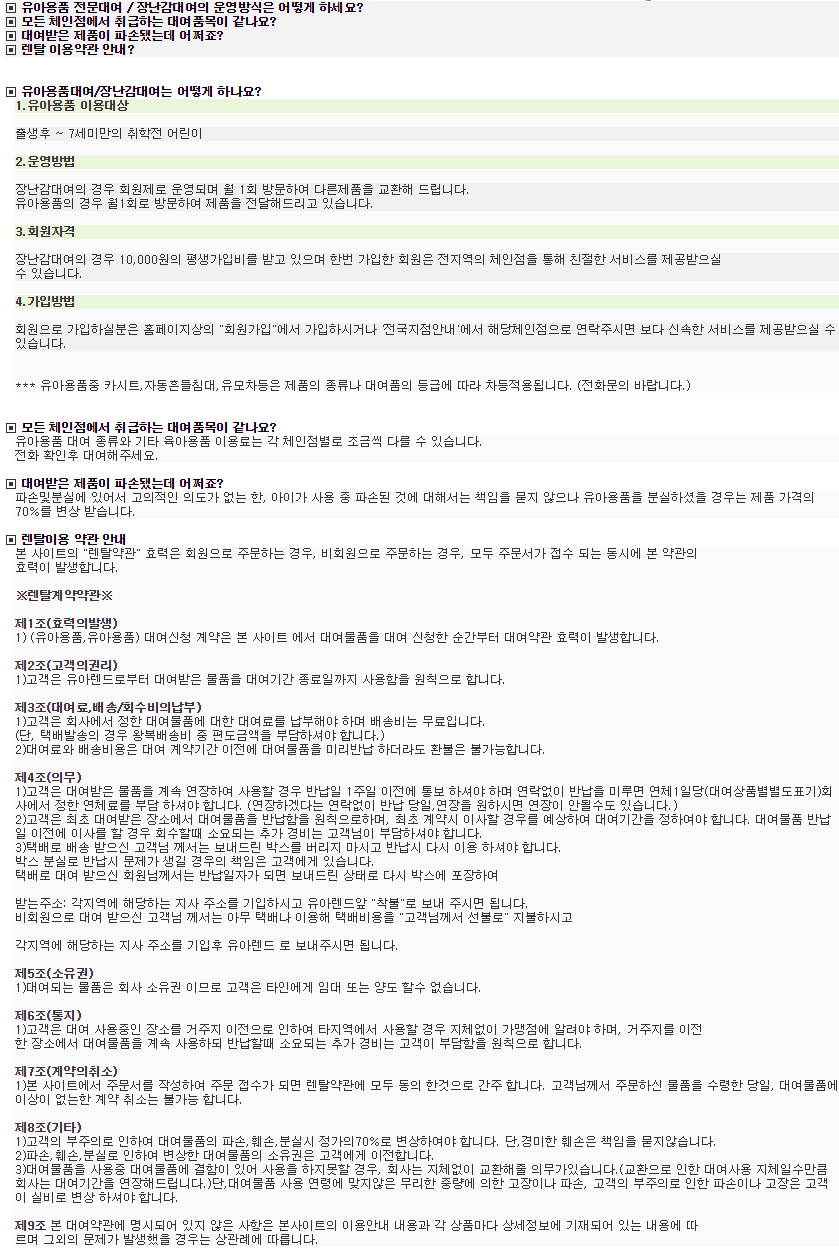 ▣ 유아용품 전문대여 / 장난감대여의 운영방식은 어떻게 하세요?
▣ 모든 체인점에서 취급하는 대여품목이 같나요?
▣ 대여받은 제품이 파손됐는데 어쩌죠?
▣ 렌탈 이용약관 안내?
▣ 유아용품대여/장난감대여는 어떻게 하나요?
1.유아용품 이용대상
출생후 ~ 7세미만의 취학전 어린이
2.운영방법
장난감대여의 경우 회원제로 운영되며 월 1회 방문하여 다른제품을 교환해 드립니다.
유아용품의 경우 월1회로 방문하여 제품을 전달해드리고 있습니다.
3.회원자격
장난감대여의 경우 10,000원의 평생가입비를 받고 있으며 한번 가입한 회원은 전지역의 체인점을 통해 친절한 서비스를 제공받으실
수 있습니다.
4.가입방법
회원으로 가입하실분은 홈페이지상의 "회원가입"에서 가입하시거나 '전국지점안내'에서 해당체인점으로 연락주시면 보다 신속한 서비스를 제공받으실 수
있습니다.
*** 유아용품중 카시트,자동흔들침대,유모차등은 제품의 종류나 대여품의 등급에 따라 차등적용됩니다. (전화문의 바랍니다.)
▣ 모든 체인점에서 취급하는 대여품목이 같나요?
유아용품 대여 종류와 기타 육아용품 이용료는 각 체인점별로 조금씩 다를 수 있습니다.
전화 확인후 대여해주세요.
▣ 대여받은 제품이 파손됐는데 어쩌죠?
파손및분실에 있어서 고의적인 의도가 없는 한, 아이가 사용 중 파손된 것에 대해서는 책임을 묻지 않으나 유아용품을 분실하셨을 경우는 제품 가격의
70%를 변상 받습니다.
▣ 렌탈이용 약관 안내
본 사이트의 "렌탈약관" 효력은 회원으로 주문하는 경우, 비회원으로 주문하는 경우, 모두 주문서가 접수 되는 동시에 본 약관의
효력이 발생합니다.
※렌탈계약약관※
제1조(효력의발생)
1) (유아용품,유아용품) 대여신청 계약은 본 사이트 에서 대여물품을 대여 신청한 순간부터 대여약관 효력이 발생합니다.
제2조(고객의권리)
1)고객은 유아렌드로부터 대여받은 물품을 대여기간 종료일까지 사용함을 원칙으로 합니다.
제3조(대여료,배송/회수비의납부)
1)고객은 회사에서 정한 대여물품에 대한 대여료를 납부해야 하며 배송비는 무료입니다.
(단, 택배발송의 경우 왕복배송비 중 편도금액을 부담하셔야 합니다.)
2)대여료와 배송비용은 대여 계약기간 이전에 대여물품을 미리반납 하더라도 환불은 불가능합니다.
제4조(의무)
1)고객은 대여받은 물품을 계속 연장하여 사용할 경우 반납일 1주일 이전에 통보 하셔야 하며 연락없이 반납을 미루면 연체1일당(대여상품별별도표기)회
사에서 정한 연체료를 부담 하셔야 합니다. (연장하겠다는 연락없이 반납 당일,연장을 원하시면 연장이 안될수도 있습니다.)
2)고객은 최초 대여받은 장소에서 대여물품을 반납함을 원칙으로하며, 최초 계약시 이사할 경우를 예상하여 대여기간을 정하여야 합니다. 대여물품 반납
일 이전에 이사를 할 경우 회수할때 소요되는 추가 경비는 고객님이 부담하셔야 합니다.
3)택배로 배송 받으신 고객님 께서는 보내드린 박스를 버리지 마시고 반납시 다시 이용 하셔야 합니다.
박스 분실로 반납시 문제가 생길 경우의 책임은 고객에게 있습니다.
택배로 대여 받으신 회원님께서는 반납일자가 되면 보내드린 상태로 다시 박스에 포장하여
받는주소: 각지역에 해당하는 지사 주소를 기입하시고 유아렌드앞 "착불"로 보내 주시면 됩니다.
비회원으로 대여 받으신 고객님 께서는 아무 택배나 이용해 택배비용을 "고객님께서 선불로" 지불하시고
각지역에 해당하는 지사 주소를 기입후 유아렌드 로 보내주시면 됩니다.
제5조(소유권)
1)대여되는 물품은 회사 소유권 이므로 고객은 타인에게 임대 또는 양도 할수 없습니다.
제6조(통지)
1)고객은 대여 사용중인 장소를 거주지 이전으로 인하여 타지역에서 사용할 경우 지체없이 가맹점에 알려야 하며, 거주지를 이전
한 장소에서 대여물품을 계속 사용하되 반납할때 소요되는 추가 경비는 고객이 부담함을 원칙으로 합니다.
제7조(계약의취소)
1)본 사이트에서 주문서를 작성하여 주문 접수가 되면 렌탈약관에 모두 동의 한것으로 간주 합니다. 고객님께서 주문하신 물품을 수령한 당일, 대여물품에
이상이 없는한 계약 취소는 불가능 합니다.
제8조(기타)
1)고객의 부주의로 인하여 대여물품의 파손,훼손,분실시 정가의70%로 변상하여야 합니다. 단,경미한 훼손은 책임을 묻지않습니다.
2)파손,훼손,분실로 인하여 변상한 대여물품의 소유권은 고객에게 이전합니다.
3)대여물품을 사용중 대여물품에 결함이 있어 사용을 하지못할 경우, 회사는 지체없이 교환해줄 의무가있습니다.(교환으로 인한 대여사용 지체일수만큼
회사는 대여기간을 연장해드립니다.)단,대여물품 사용 연령에 맞지않은 무리한 중량에 의한 고장이나 파손, 고객의 부주의로 인한 파손이나 고장은 고객
이 실비로 변상 하셔야 합니다.
제9조 본 대여약관에 명시되어 있지 않은 사항은 본사이트의 이용안내 내용과 각 상품마다 상세정보에 기재되어 있는 내용에 따
르며 그외의 문제가 발생했을 경우는 상관례에 따릅니다.